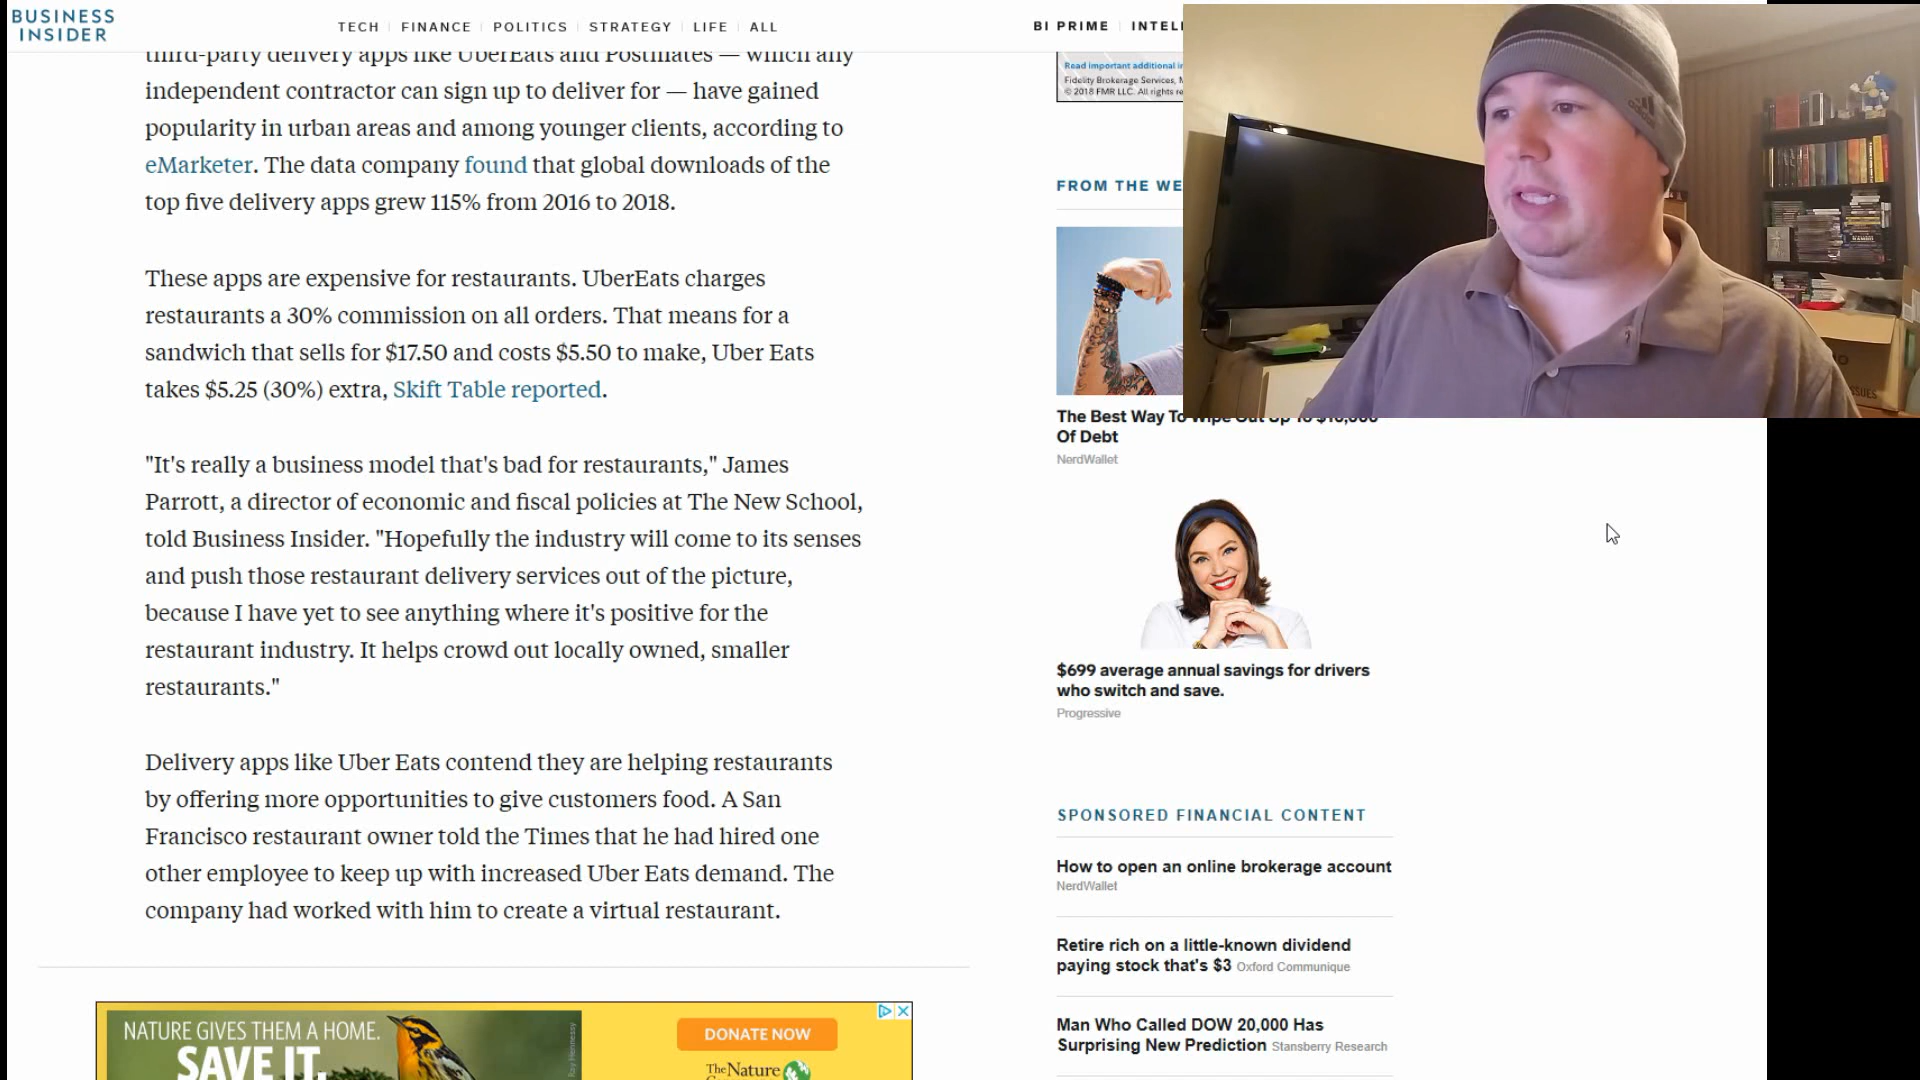 BUSINESS
INSIDER
TECH FINANCE POLITICS STRATEGY LIFE ALL
BI PRIME INTEL
third-party delivery apps like UberEats and Postmates — which any
independent contractor can sign up to deliver for — have gained
popularity in urban areas and among younger clients, according to
eMarketer. The data company found that global downloads of the
top five delivery apps grew 115% from 2016 to 2018.
These apps are expensive for restaurants. UberEats charges
restaurants a 30% commission on all orders. That means for a
sandwich that sells for $17.50 and costs $5.50 to make, Uber Eats
takes $5.25 (30%) extra, Skift Table reported.
"It's really a business model that's bad for restaurants," James
Parrott, a director of economic and fiscal policies at The New School,
told Business Insider. "Hopefully the industry will come to its senses
and push those restaurant delivery services out of the picture,
because I have yet to see anything where it's positive for the
restaurant industry. It helps crowd out locally owned, smaller
restaurants."
Delivery apps like Uber Eats contend they are helping restaurants
by offering more opportunities to give customers food. A San
Francisco restaurant owner told the Times that he had hired one
other employee to keep up with increased Uber Eats demand. The
company had worked with him to create a virtual restaurant.
NATURE GIVES THEM A HOME.
SAVE IT.
DONATE NOW
The Nature
Read important additional in
Fidelity Brokerage Services, M
© 2018 FMR LLC. All rights re
FROM THE WE
The Best Way To Wipe Out Up To $10,000
Of Debt
NerdWallet
$699 average annual savings for drivers
who switch and save.
Progressive
SPONSORED FINANCIAL CONTENT
How to open an online brokerage account
NerdWallet
Retire rich on a little-known dividend
paying stock that's $3 Oxford Communique
Man Who Called DOW 20,000 Has
Surprising New Prediction Stansberry Research
adidas